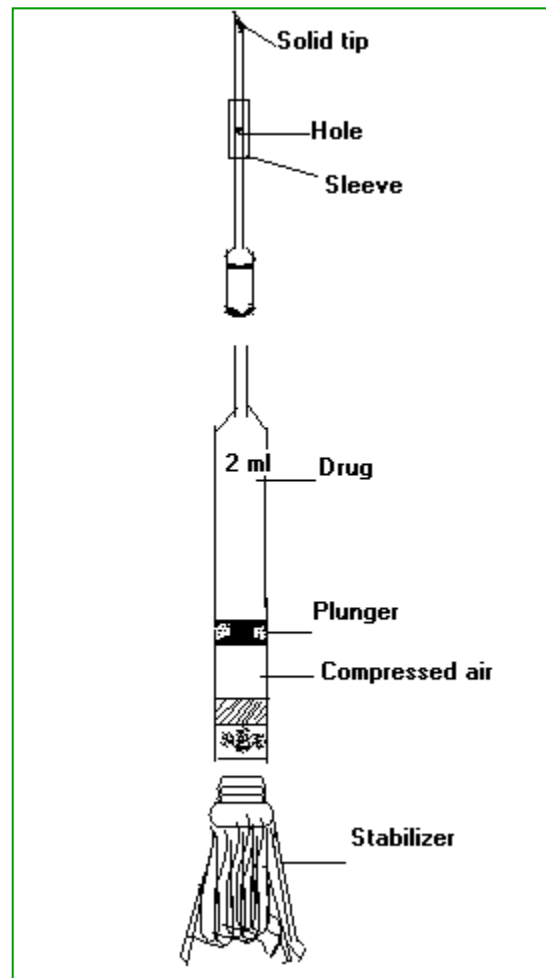 Solid tip
Hole
Sleeve
2 ml
Drug
Plunger
Compressed air
Stabilizer